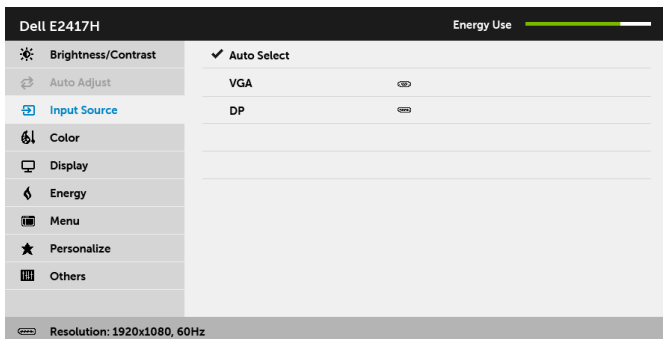 Dell E2417H
Energy Use
Brightness/Contrast
Auto Adjust
Input Source
Color
Display
Energy
Menu
Personalize
Others
Auto Select
VGA
DP
Resolution: 1920x1080, 60Hz